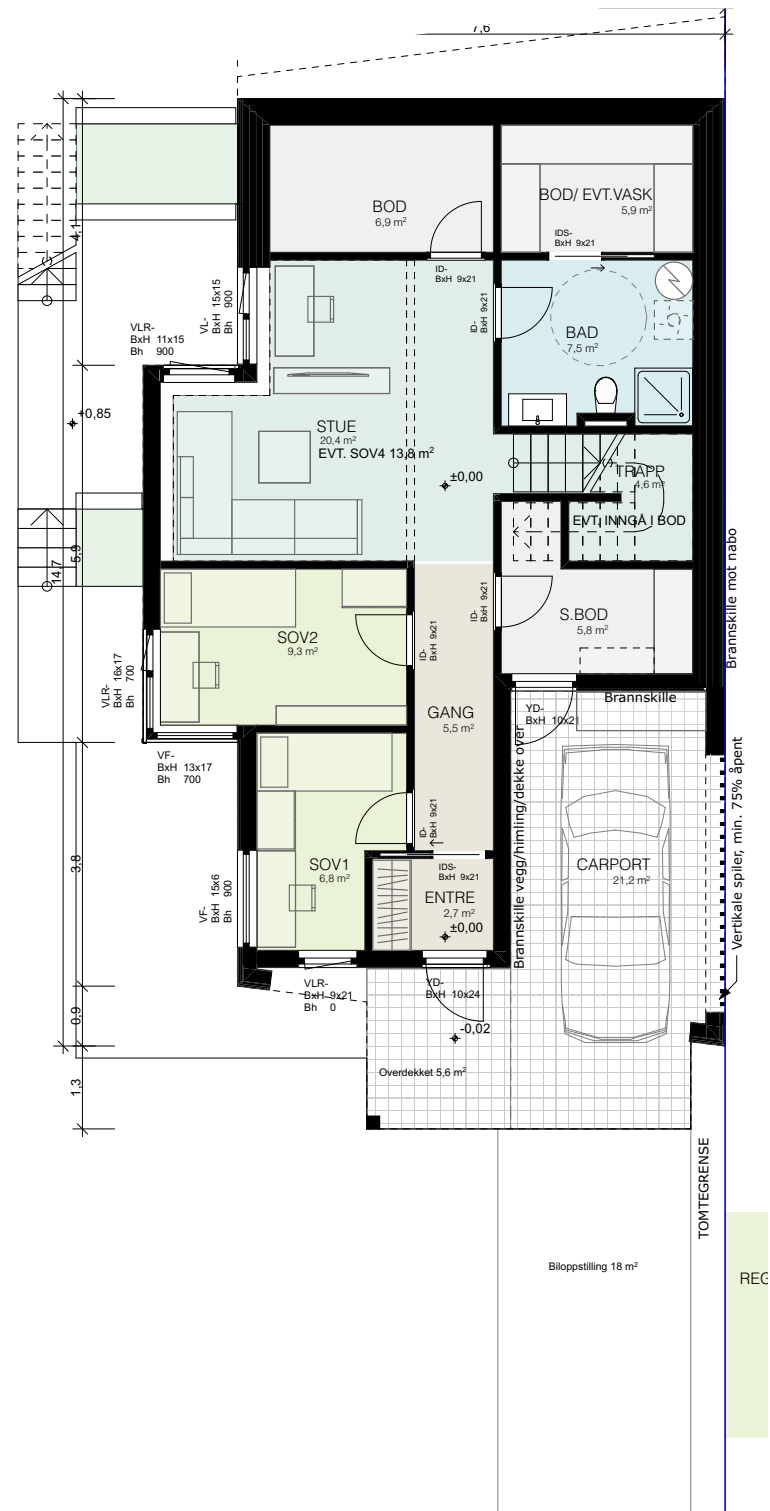 7,6
BOD
6,9 m²
BOD/ EVT.VASK
5,9 m²
IDS-
BxH 9x21
ID-
BxH 9x21
4,1
VL-
BxH 15x15
Bh 900
VLR-
BxH 11x15
Bh 900
ID-
BxH 9x21
BAD
7,5 m²
+0,85
STUE
20,4 m²
EVT. SOV4 13,8 m²
±0,00
TRAPP
4,6 m²
EVT. INNGÅ I BOD
5,9
14,7
Brannskille mot nabo
SOV2
9,3 m²
ID-
BxH 9x21
ID-
BxH 9x21
S.BOD
5,8 m²
VLR-
BxH 16x17
Bh 700
GANG
5,5 m²
YD-
BxH 10x21
Brannskille
VF-
BxH 13x17
Bh 700
Brannskille vegg/himling/dekke over
Vertikale spiler, min. 75% åpent
3,8
ID-
BxH 9x21
SOV1
6,8 m²
IDS-
BxH 9x21
CARPORT
21,2 m²
VF-
BxH 15x6
Bh 900
ENTRE
2,7 m²
±0,00
VLR-
BxH 9x21
Bh 0
YD-
BxH 10x24
0,9
-0,02
Overdekket 5,6 m²
1,3
TOMTEGRENSE
Biloppstilling 18 m²
REG